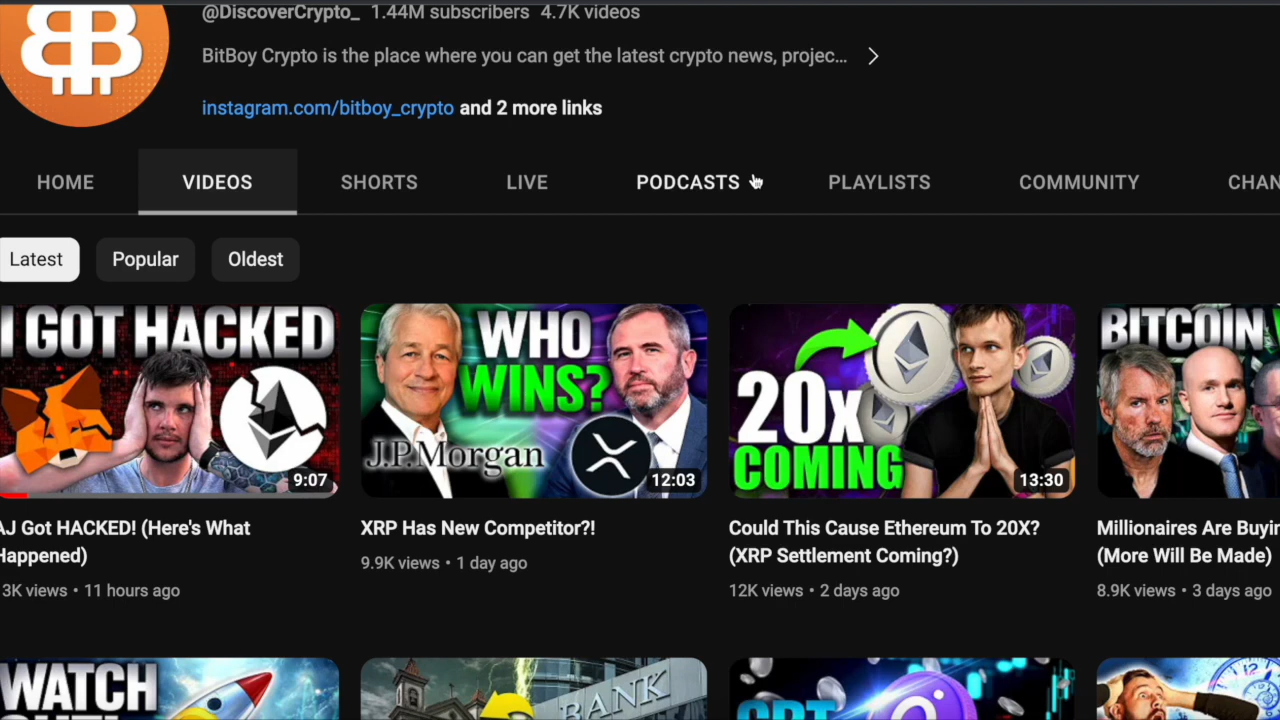 @DiscoverCrypto_ 1.44M subscribers 4.7K videos
BitBoy Crypto is the place where you can get the latest crypto news, projec...
instagram.com/bitboy_crypto and 2 more links
HOME VIDEOS SHORTS LIVE PODCASTS PLAYLISTS COMMUNITY CHAN
Latest Popular Oldest
I GOT HACKED
9:07
WHO
WINS?
J.P.Morgan
12:03
20x
COMING
13:30
BITCOIN
AJ Got HACKED! (Here's What
Happened)
3K views • 11 hours ago
XRP Has New Competitor?!
9.9K views • 1 day ago
Could This Cause Ethereum To 20X?
(XRP Settlement Coming?)
12K views • 2 days ago
Millionaires Are Buyin
(More Will Be Made)
8.9K views • 3 days ago
WATCH
BANK